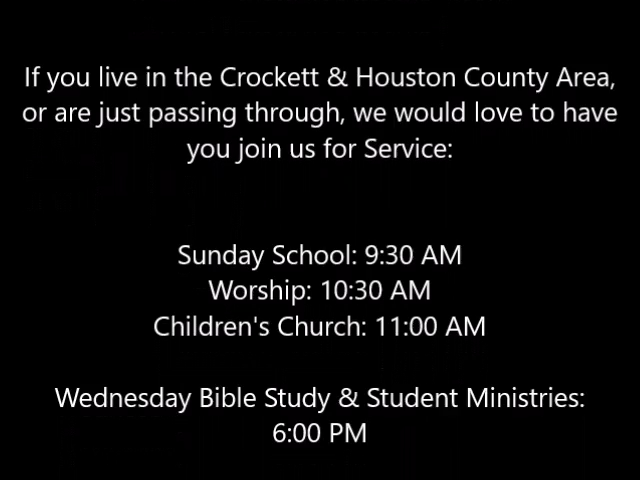 If you live in the Crockett & Houston County Area,
or are just passing through, we would love to have
you join us for Service:
Sunday School: 9:30 AM
Worship: 10:30 AM
Children's Church: 11:00 AM
Wednesday Bible Study & Student Ministries:
6:00 PM